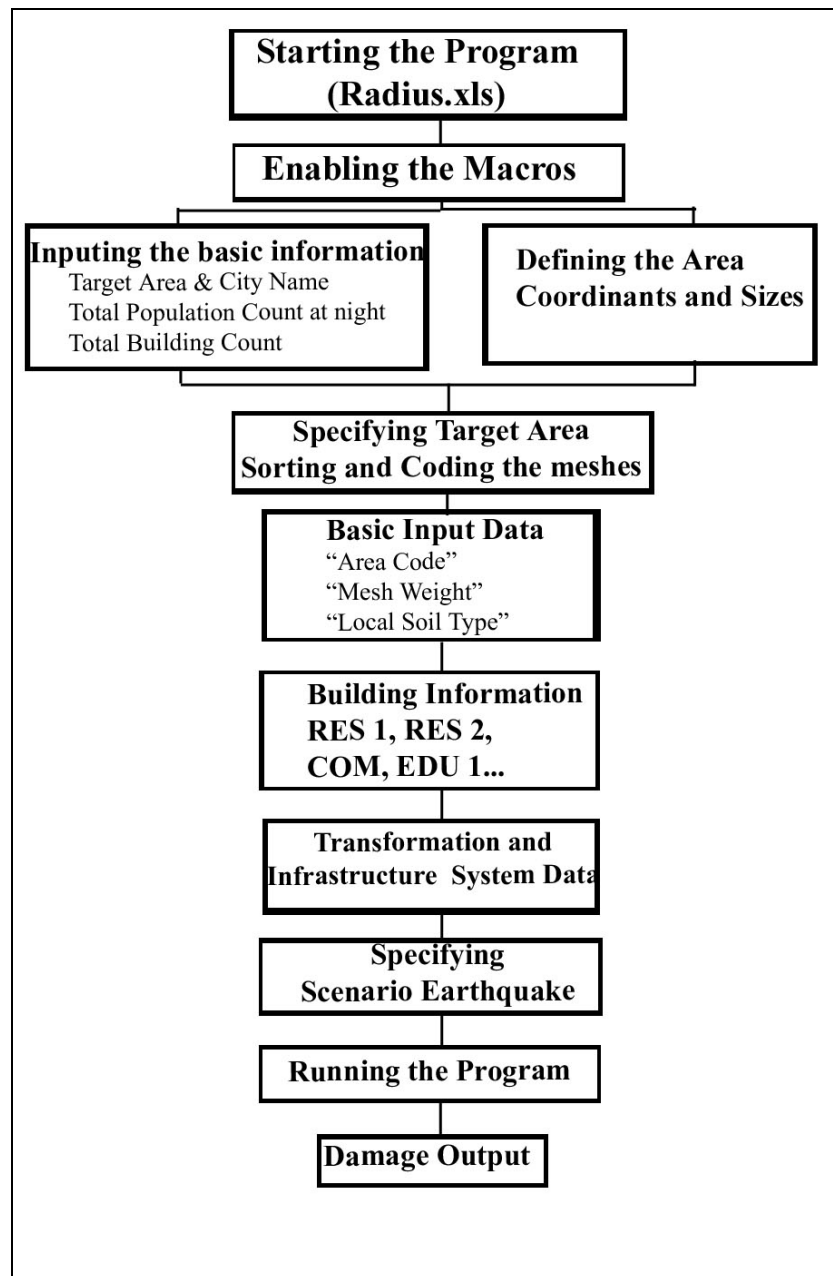 Starting the Program
(Radius.xls)
Enabling the Macros
Inputing the basic information
Target Area & City Name
Total Population Count at night
Total Building Count
Defining the Area
Coordinants and Sizes
Specifying Target Area
Sorting and Coding the meshes
Basic Input Data
“Area Code”
“Mesh Weight”
“Local Soil Type”
Building Information
RES 1, RES 2,
COM, EDU 1...
Transformation and
Infrastructure System Data
Specifying
Scenario Earthquake
Running the Program
Damage Output